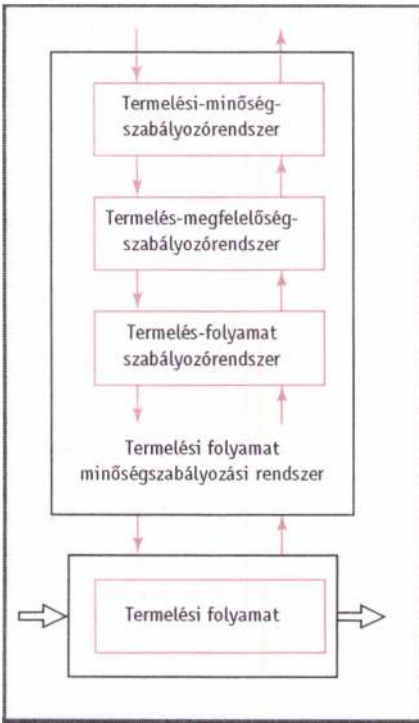 Termelési-minőség-
szabályozórendszer
Termelés-megfelelőség-
szabályozórendszer
Termelés-folyamat
szabályozórendszer
Termelési folyamat
minőségszabályozási rendszer
Termelési folyamat